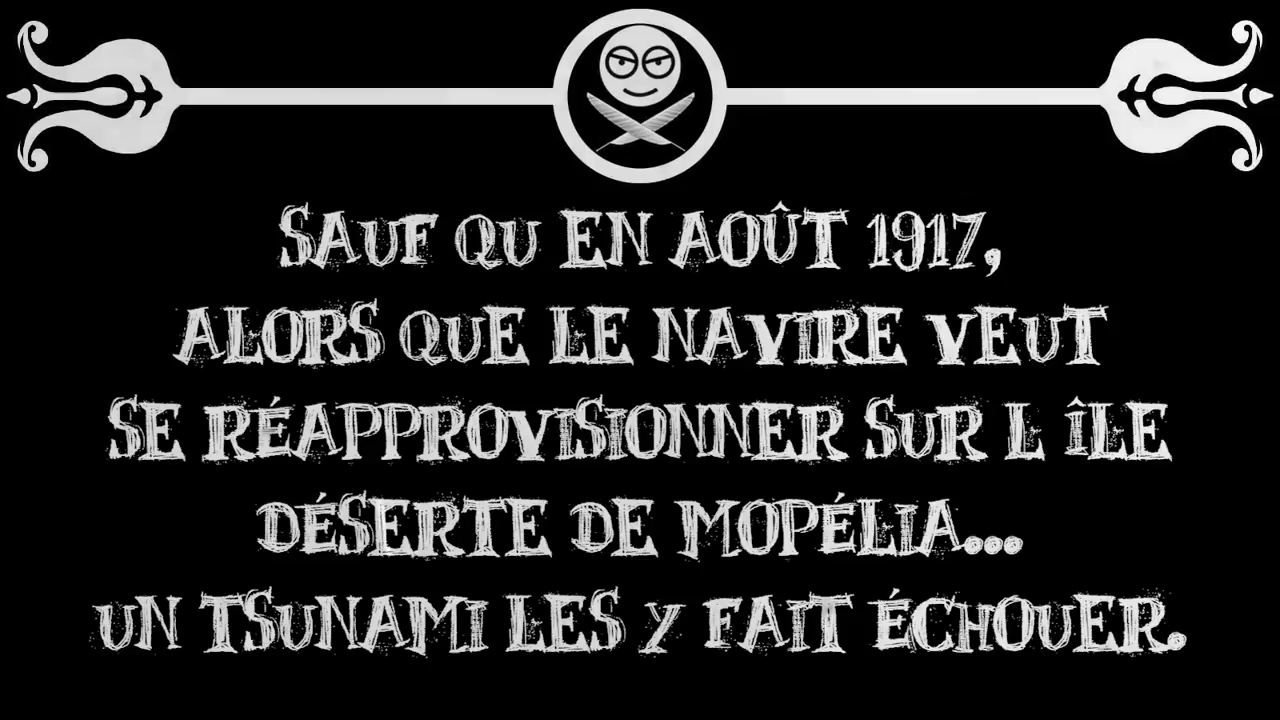 SAUF QU EN AOÛT 1917,
ALORS QUE LE NAVIRE VEUT
SE RÉAPPROVISIONNER SUR L ÎLE
DÉSERTE DE MOPÉLIA...
UN TSUNAMI LES Y FAIT ÉCHOUER.